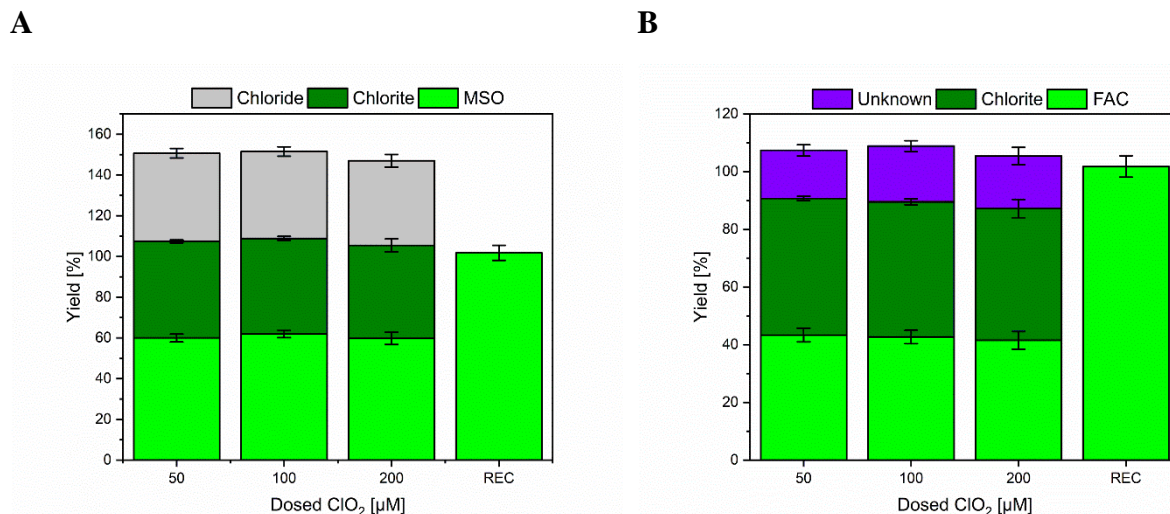 A
Chloride Chlorite MSO
160
140
120
100
80
60
40
20
0
Yield [%]
50 100 200 REC
Dosed ClO₂ [µM]
B
Unknown Chlorite FAC
120
100
80
60
40
20
0
Yield [%]
50 100 200 REC
Dosed ClO₂ [µM]